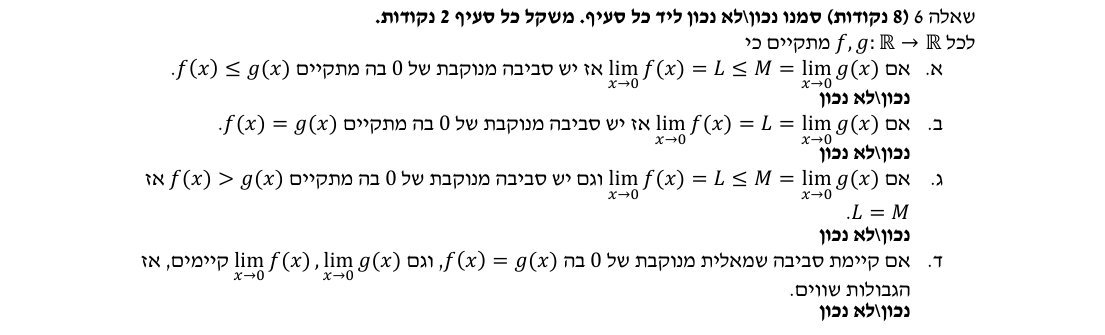 שאלה 6 (8 נקודות) סמנו נכון\לא נכון ליד כל סעיף. משקל כל סעיף 2 נקודות.
לכל f, g: ℝ → ℝ מתקיים כי
א. אם lim_{x→0} f(x) = L ≤ M = lim_{x→0} g(x) אז יש סביבה מנוקבת של 0 בה מתקיים f(x) ≤ g(x).
נכון\לא נכון
ב. אם lim_{x→0} f(x) = L = lim_{x→0} g(x) אז יש סביבה מנוקבת של 0 בה מתקיים f(x) = g(x).
נכון\לא נכון
ג. אם lim_{x→0} f(x) = L ≤ M = lim_{x→0} g(x) וגם יש סביבה מנוקבת של 0 בה מתקיים f(x) > g(x) אז
L = M.
נכון\לא נכון
ד. אם קיימת סביבה שמאלית מנוקבת של 0 בה f(x) = g(x), וגם lim_{x→0} f(x), lim_{x→0} g(x) קיימים, אז
הגבולות שווים.
נכון\לא נכון